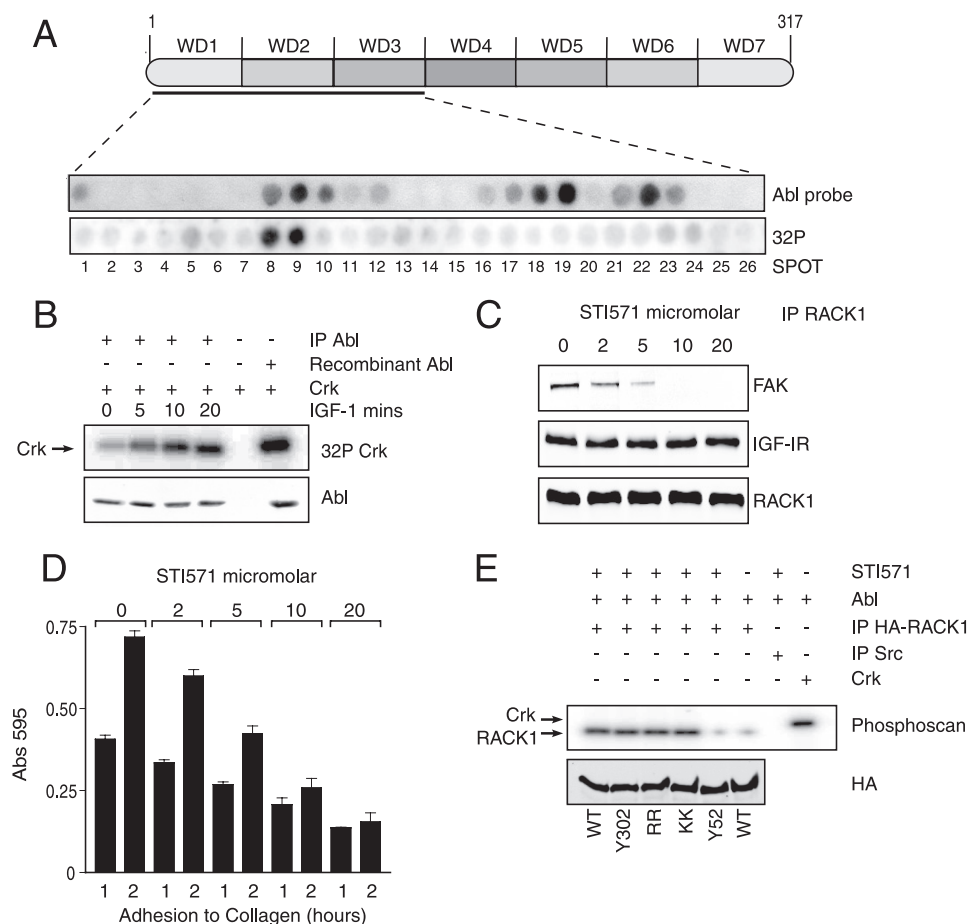 A
1 317
WD1 WD2 WD3 WD4 WD5 WD6 WD7
Abl probe
32P
1 2 3 4 5 6 7 8 9 10 11 12 13 14 15 16 17 18 19 20 21 22 23 24 25 26
SPOT
B
+ + + + - - IP Abl
- - - - - + Recombinant Abl
+ + + + + + Crk
0 5 10 20 IGF-1 mins
Crk
32P Crk
Abl
C
STI571 micromolar IP RACK1
0 2 5 10 20
FAK
IGF-IR
RACK1
D
STI571 micromolar
0 2 5 10 20
0.75
0.50
0.25
0
Abs 595
1 2 1 2 1 2 1 2 1 2
Adhesion to Collagen (hours)
E
+ + + + + - + - STI571
+ + + + + + + + Abl
+ + + + + + - - IP HA-RACK1
- - - - - - + - IP Src
- - - - - - - + Crk
Crk
RACK1
Phosphoscan
HA
WT Y302 RR KK Y52 WT